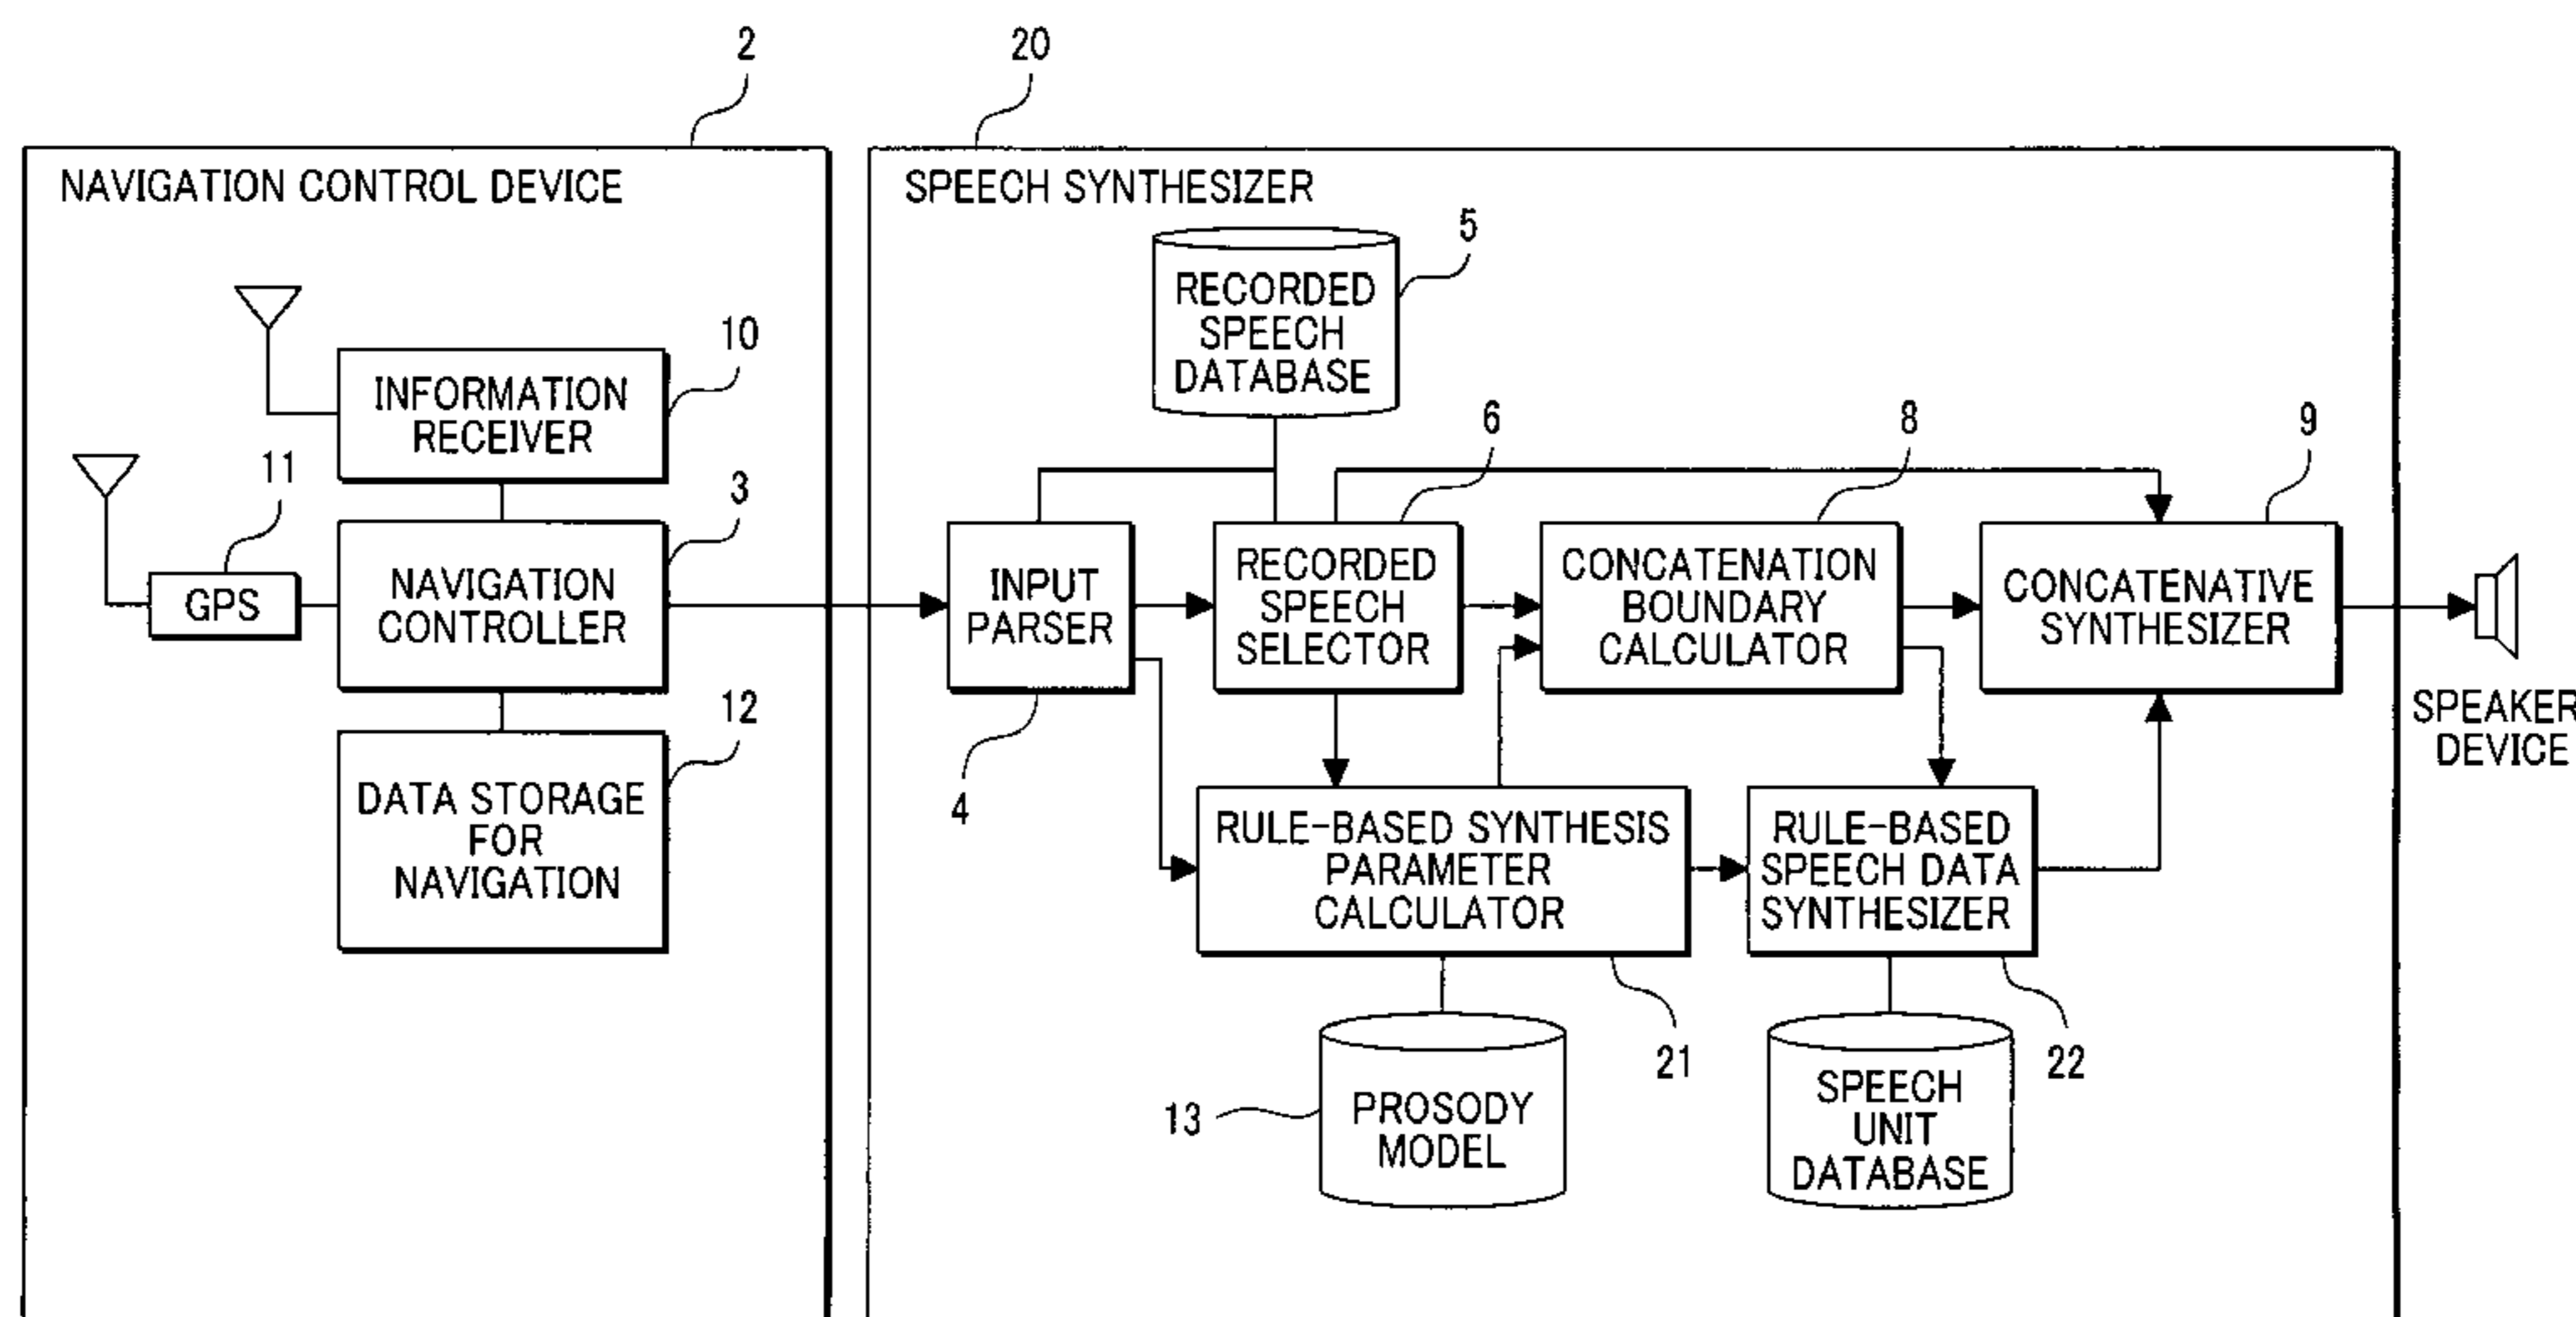 2
20
NAVIGATION CONTROL DEVICE
10
INFORMATION
RECEIVER
11
3
GPS
NAVIGATION
CONTROLLER
12
DATA STORAGE
FOR
NAVIGATION
SPEECH SYNTHESIZER
5
RECORDED
SPEECH
DATABASE
6
8
9
INPUT
PARSER
4
RECORDED
SPEECH
SELECTOR
CONCATENATION
BOUNDARY
CALCULATOR
CONCATENATIVE
SYNTHESIZER
SPEAKER
DEVICE
RULE-BASED SYNTHESIS
PARAMETER
CALCULATOR
21
RULE-BASED
SPEECH DATA
SYNTHESIZER
22
13
PROSODY
MODEL
SPEECH
UNIT
DATABASE